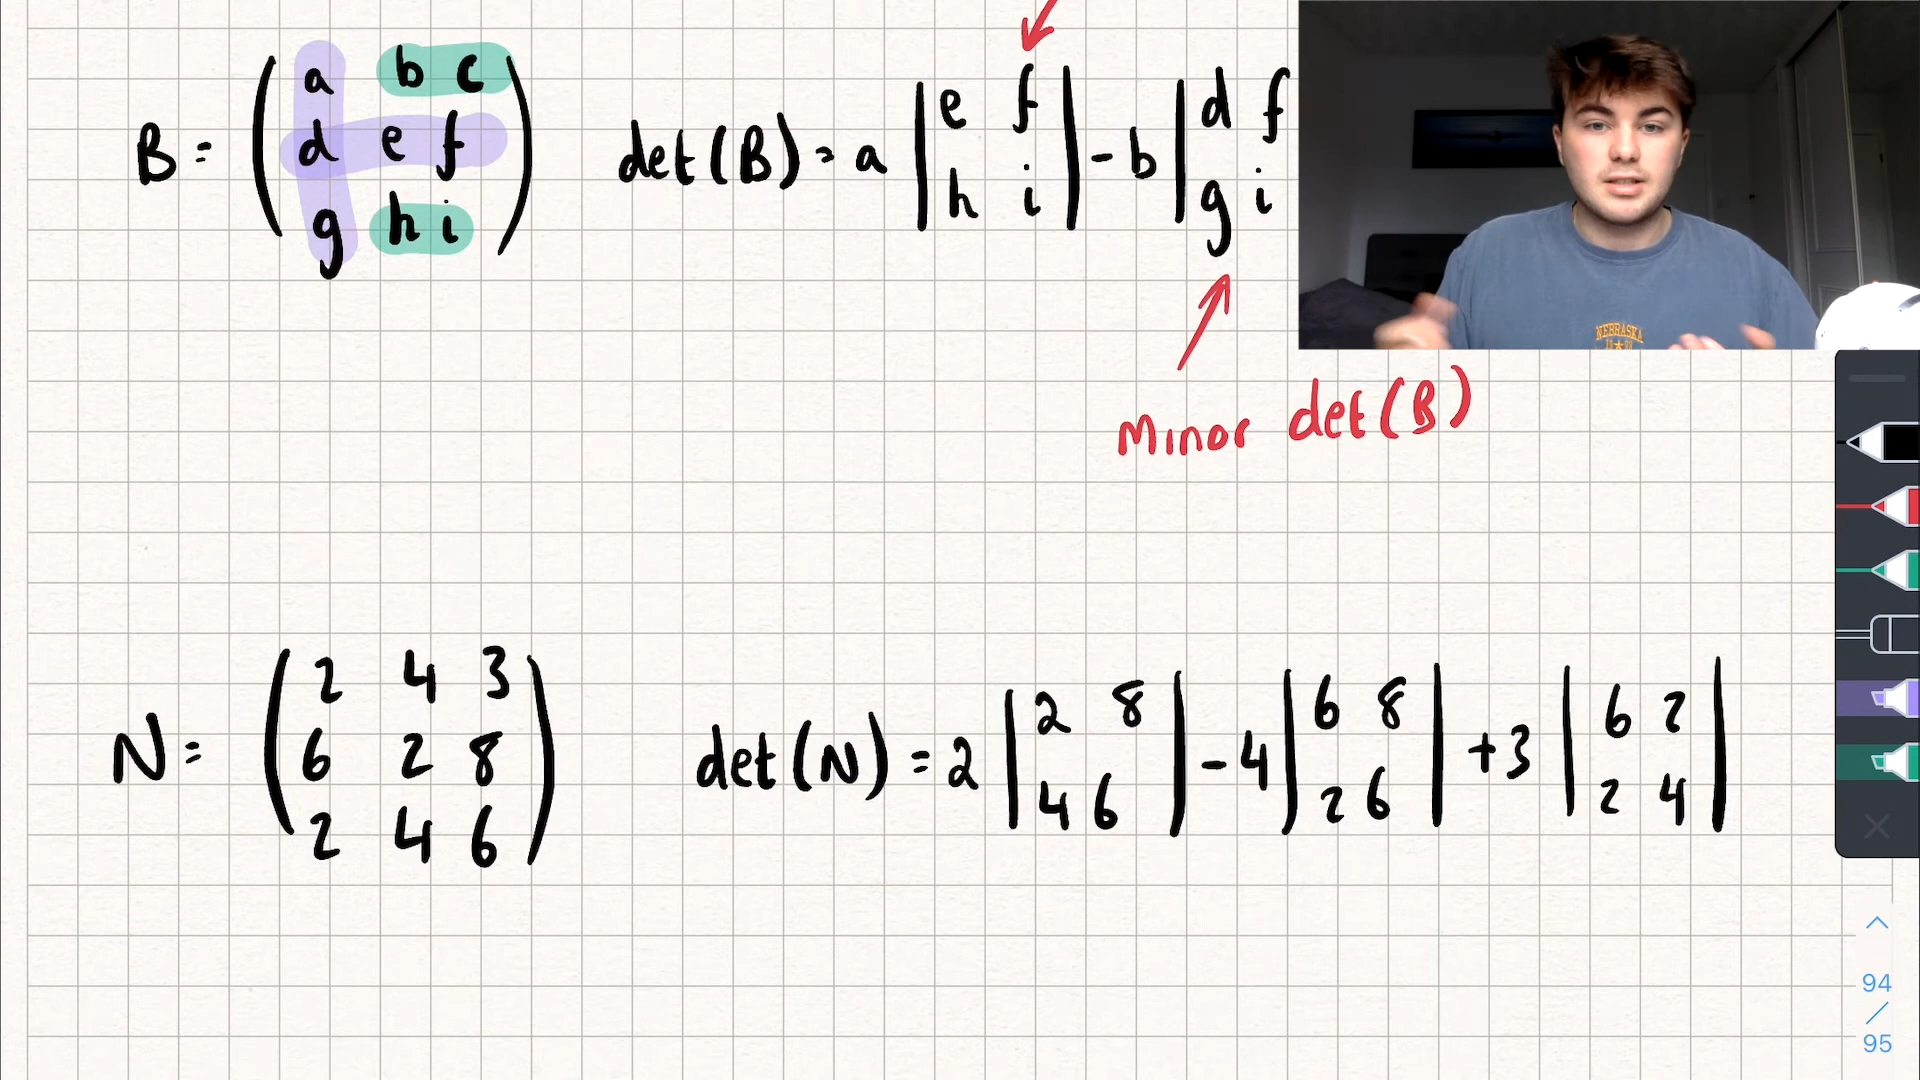 B = ( a b c
d e f
g h i )
det(B) = a | e f
h i | - b | d f
g i
Minor det(B)
NEBRASKA
N = ( 2 4 3
6 2 8
2 4 6 )
det(N) = 2 | 2 8
4 6 | - 4 | 6 8
2 6 | + 3 | 6 2
2 4 |
94
/
95